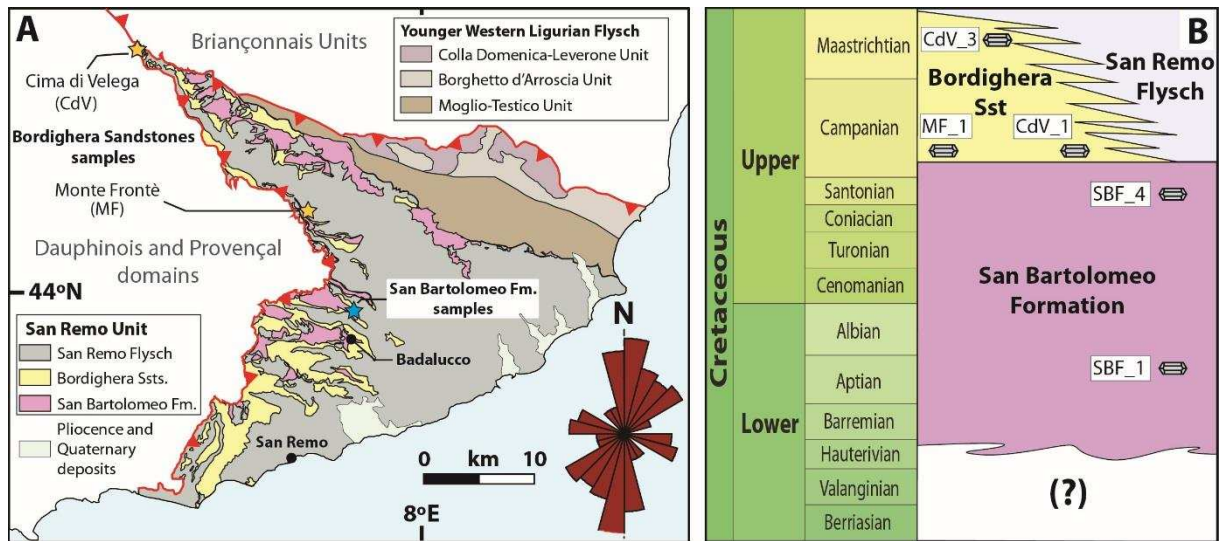 A
Briançonnais Units
Cima di Velega
(CdV)
Bordighera Sandstones
samples
Monte Frontè
(MF)
Dauphinois and Provençal
domains
44ºN
San Remo Unit
San Remo Flysch
Bordighera Ssts.
San Bartolomeo Fm.
Pliocence and
Quaternary
deposits
Younger Western Ligurian Flysch
Colla Domenica-Leverone Unit
Borghetto d'Arroscia Unit
Moglio-Testico Unit
San Bartolomeo Fm.
samples
Badalucco
San Remo
0 km 10
8ºE
N
B
Cretaceous
Upper
Lower
Maastrichtian
Campanian
Santonian
Coniacian
Turonian
Cenomanian
Albian
Aptian
Barremian
Hauterivian
Valanginian
Berriasian
CdV_3
Bordighera
Sst
San Remo
Flysch
MF_1
CdV_1
SBF_4
San Bartolomeo
Formation
SBF_1
(?)